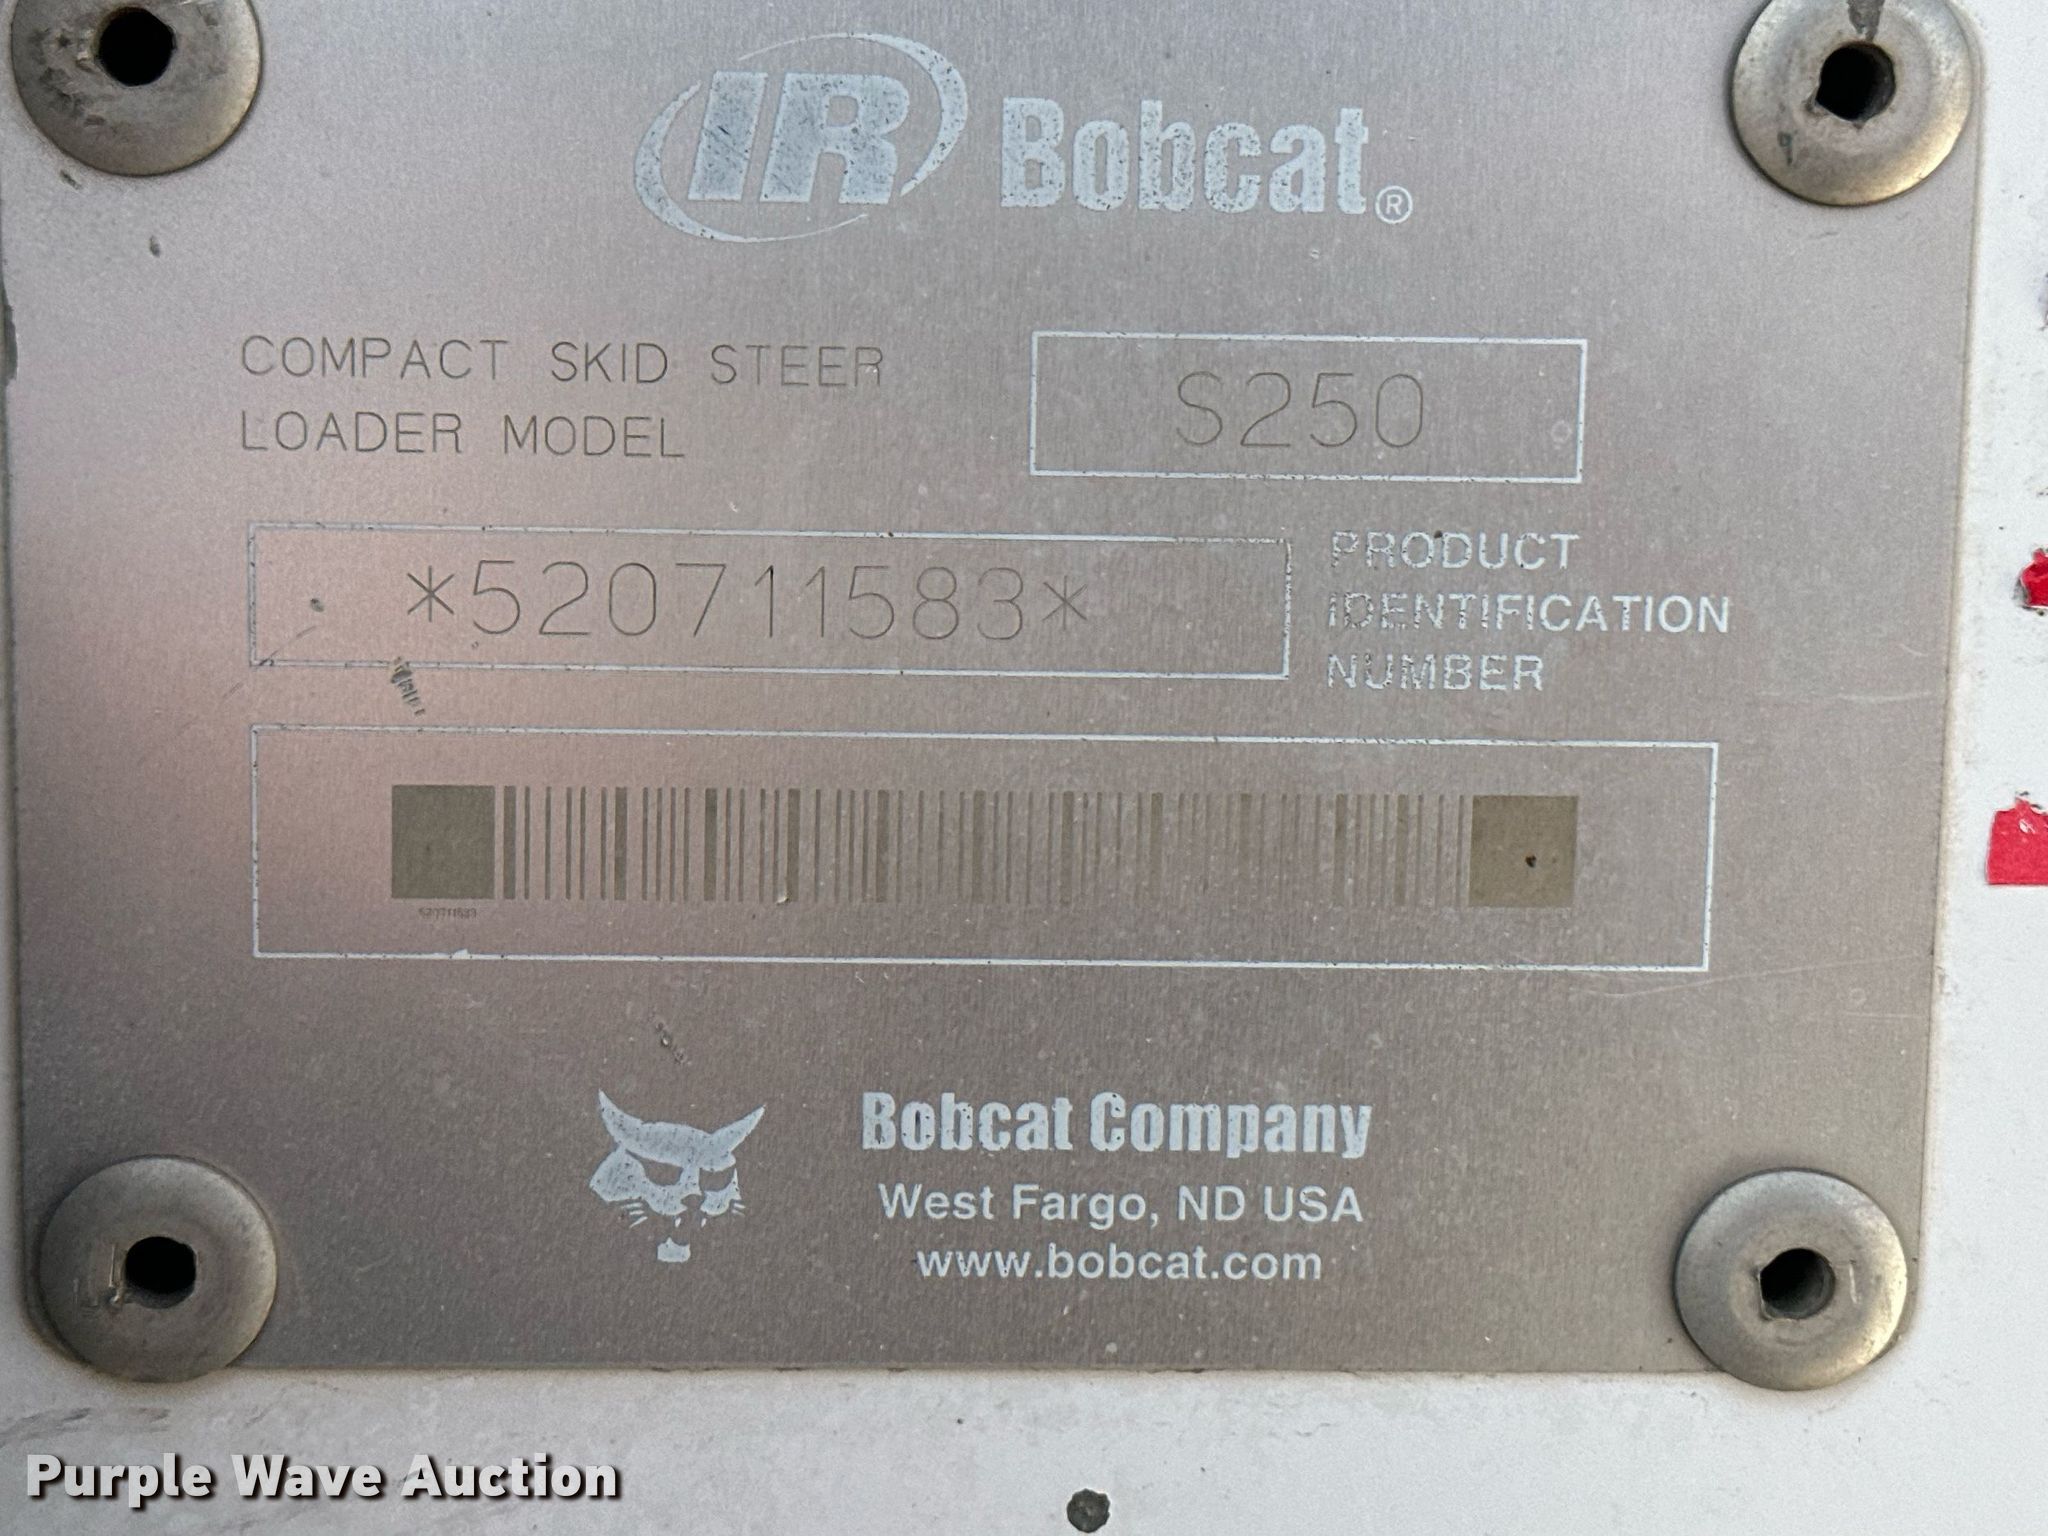 IR Bobcat®
COMPACT SKID STEER
LOADER MODEL
S250
*520711583*
PRODUCT
IDENTIFICATION
NUMBER
520711583
Bobcat Company
West Fargo, ND USA
www.bobcat.com
Purple Wave Auction